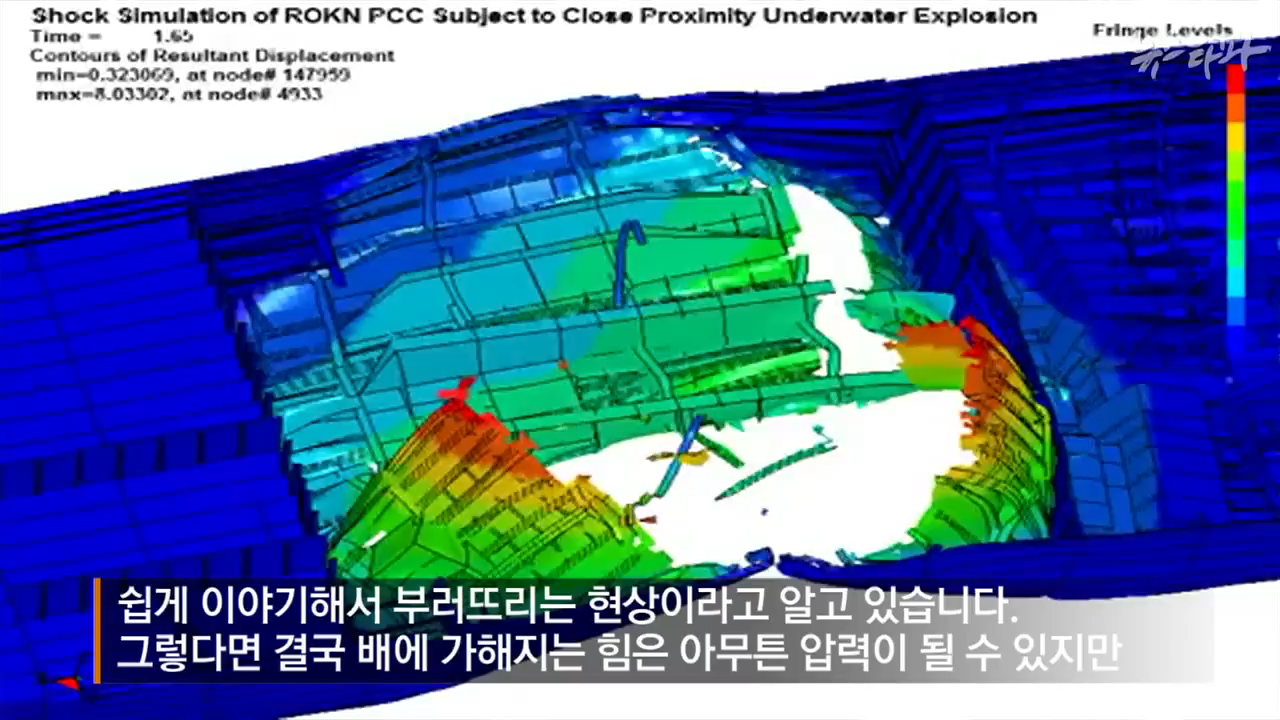 Shock Simulation of ROKN PCC Subject to Close Proximity Underwater Explosion
Time = 1.65
Contours of Resultant Displacement
min=0.323069, at node# 147959
max=8.03302, at node# 4933
Fringe Levels
뉴스타파
쉽게 이야기해서 부러뜨리는 현상이라고 알고 있습니다.
그렇다면 결국 배에 가해지는 힘은 아무튼 압력이 될 수 있지만